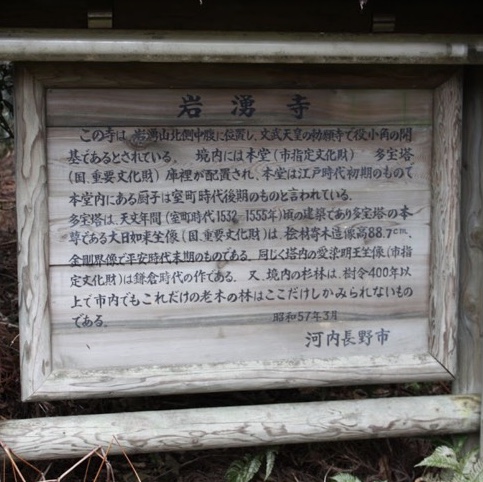 岩湧寺
この寺は、岩湧山北側中腹に位置し、文武天皇の勅願寺で役小角の開
基であるとされている。境内には本堂(市指定文化財) 多宝塔
(国、重要文化財) 庫裡が配置され、本堂は江戸時代初期のもので
本堂内にある厨子は室町時代後期のものと言われている。
多宝塔は、天文年間(室町時代1532~1555年)頃の建築であり多宝塔の本
尊である大日如来坐像(国、重要文化財)は、桧材寄木造像高88.7cm、
金剛界像で平安時代末期のものである。同じく塔内の愛染明王坐像(市指
定文化財)は鎌倉時代の作である。又、境内の杉林は、樹令400年以
上で市内でもこれだけの老木の林はここだけしかみられないもの
である。
昭和57年3月
河内長野市